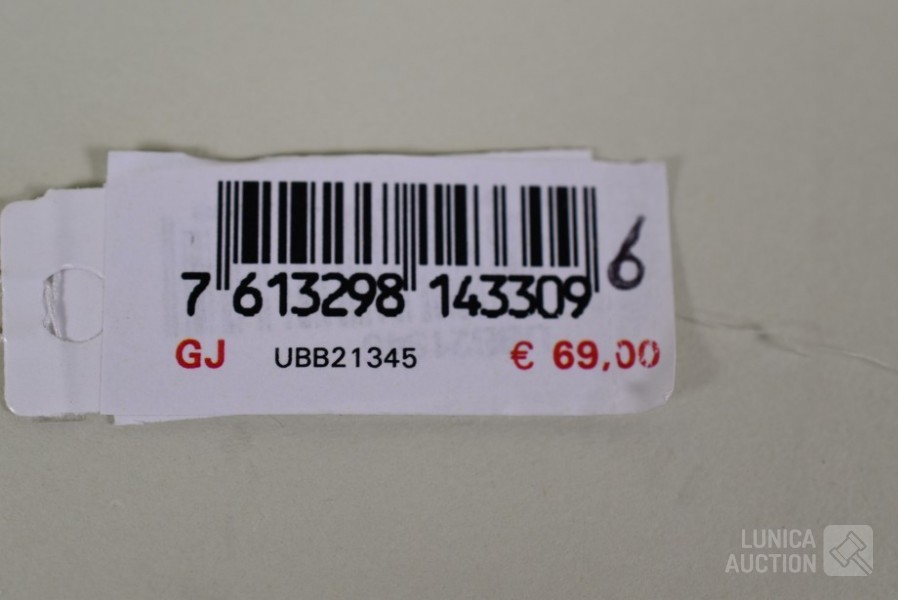 7 613298 143309 6
GJ UBB21345 € 69,00
LUNICA
AUCTION